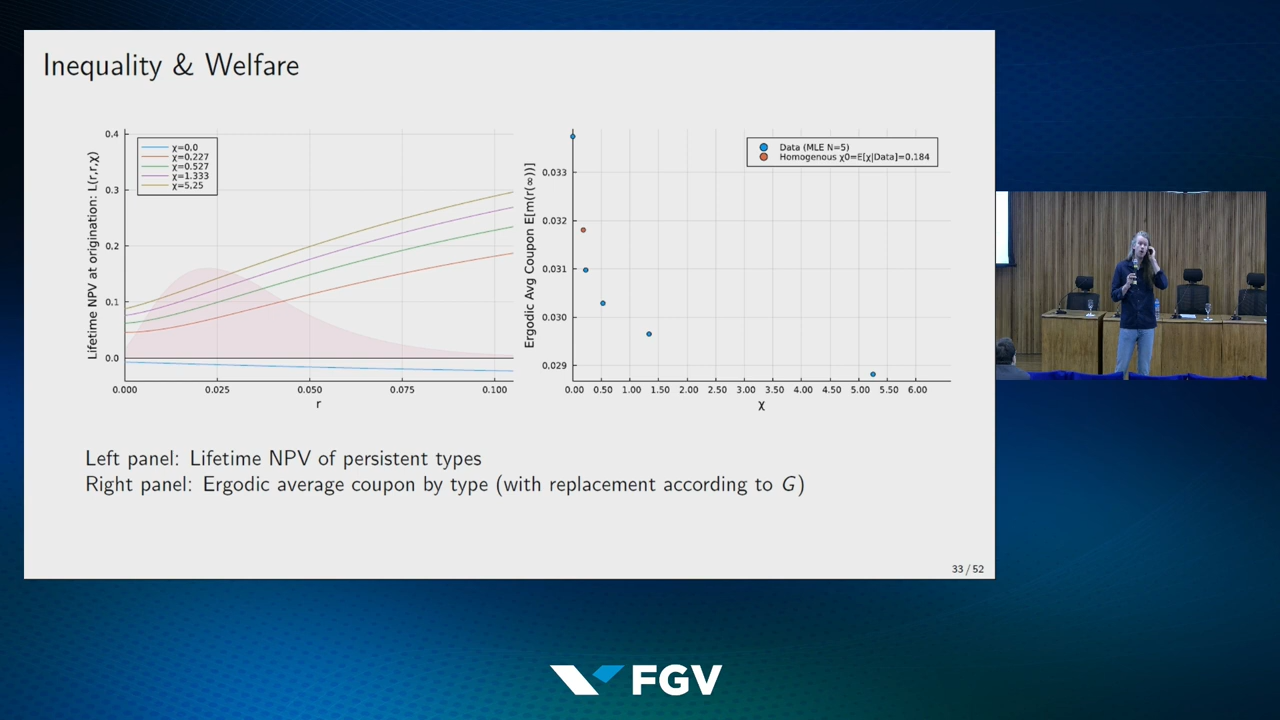 Inequality & Welfare
Lifetime NPV at origination: L(r,r,χ)
0.4
0.3
0.2
0.1
0.0
χ=0.0
χ=0.227
χ=0.527
χ=1.333
χ=5.25
0.000
0.025
0.050
0.075
0.100
r
Ergodic Avg Coupon E[m(r(∞))]
0.033
0.032
0.031
0.030
0.029
Data (MLE N=5)
Homogenous χ0=E[χ|Data]=0.184
0.00
0.50
1.00
1.50
2.00
2.50
3.00
3.50
4.00
4.50
5.00
5.50
6.00
χ
Left panel: Lifetime NPV of persistent types
Right panel: Ergodic average coupon by type (with replacement according to G)
33 / 52
FGV